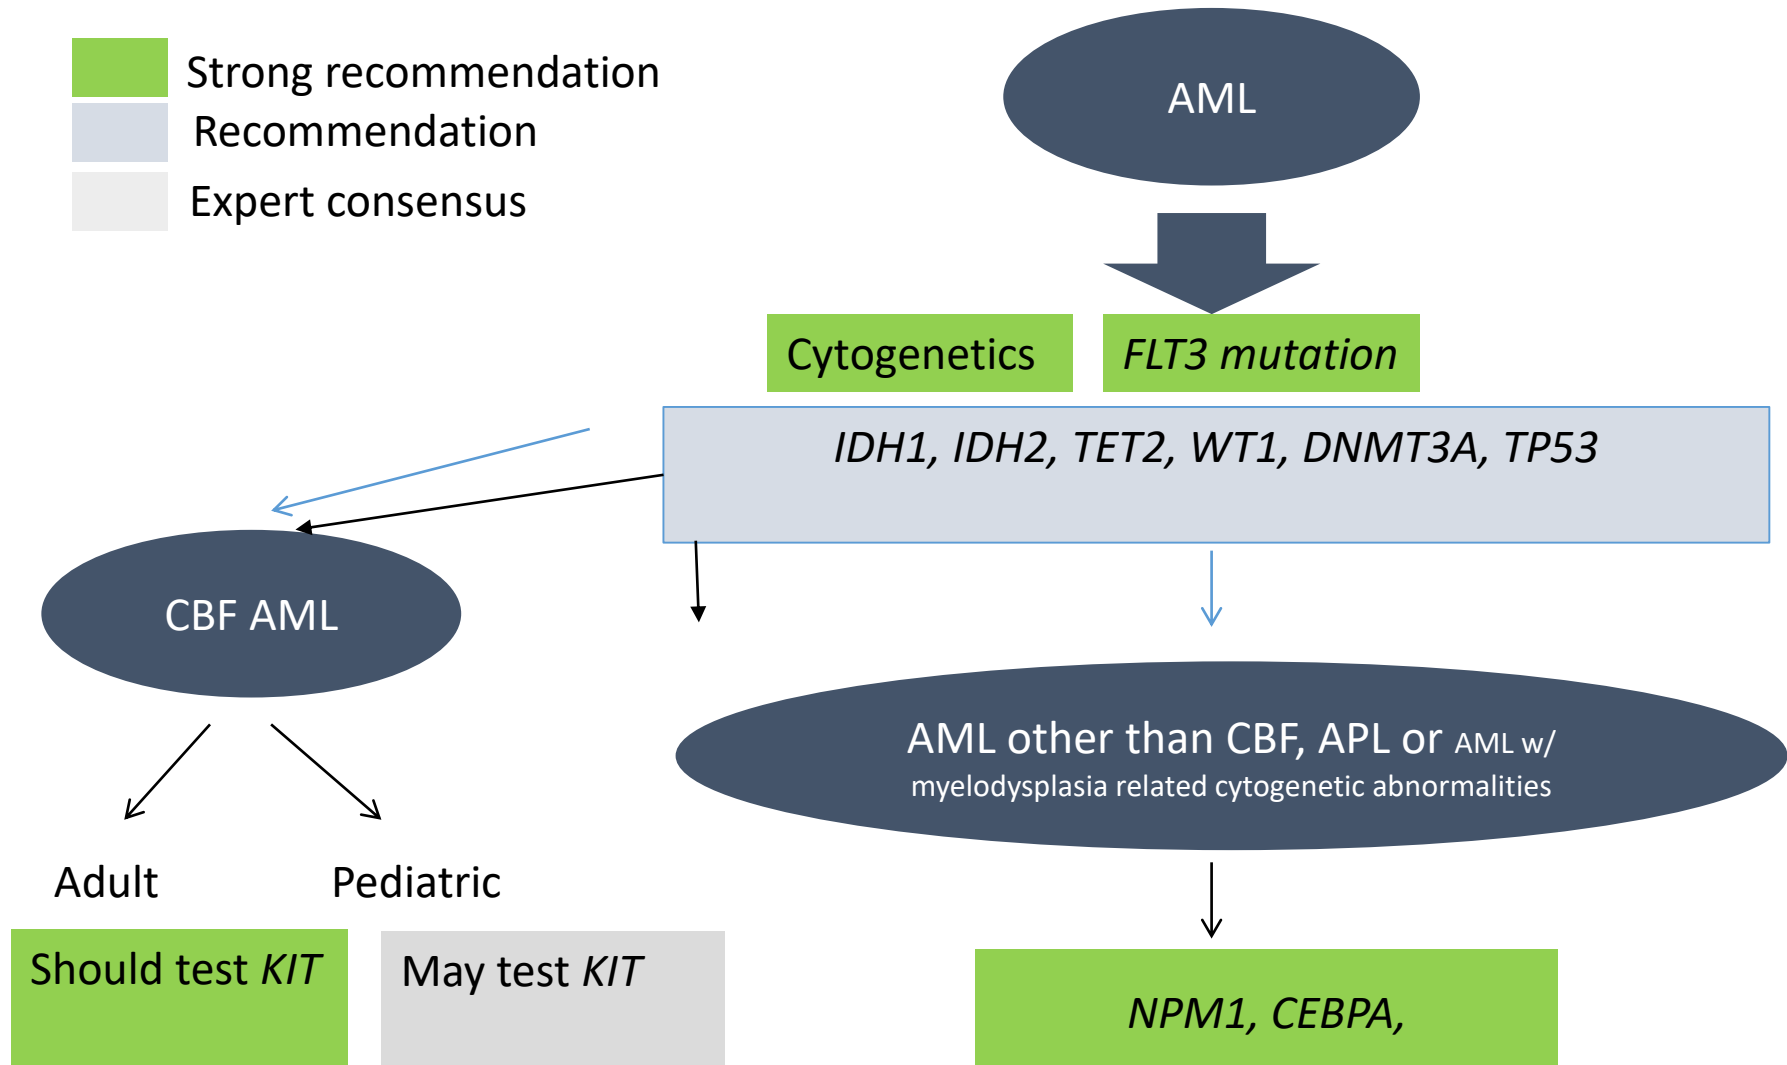 Strong recommendation
Recommendation
Expert consensus
AML
Cytogenetics
FLT3 mutation
IDH1, IDH2, TET2, WT1, DNMT3A, TP53
CBF AML
AML other than CBF, APL or AML w/
myelodysplasia related cytogenetic abnormalities
Adult
Pediatric
Should test KIT
May test KIT
NPM1, CEBPA,